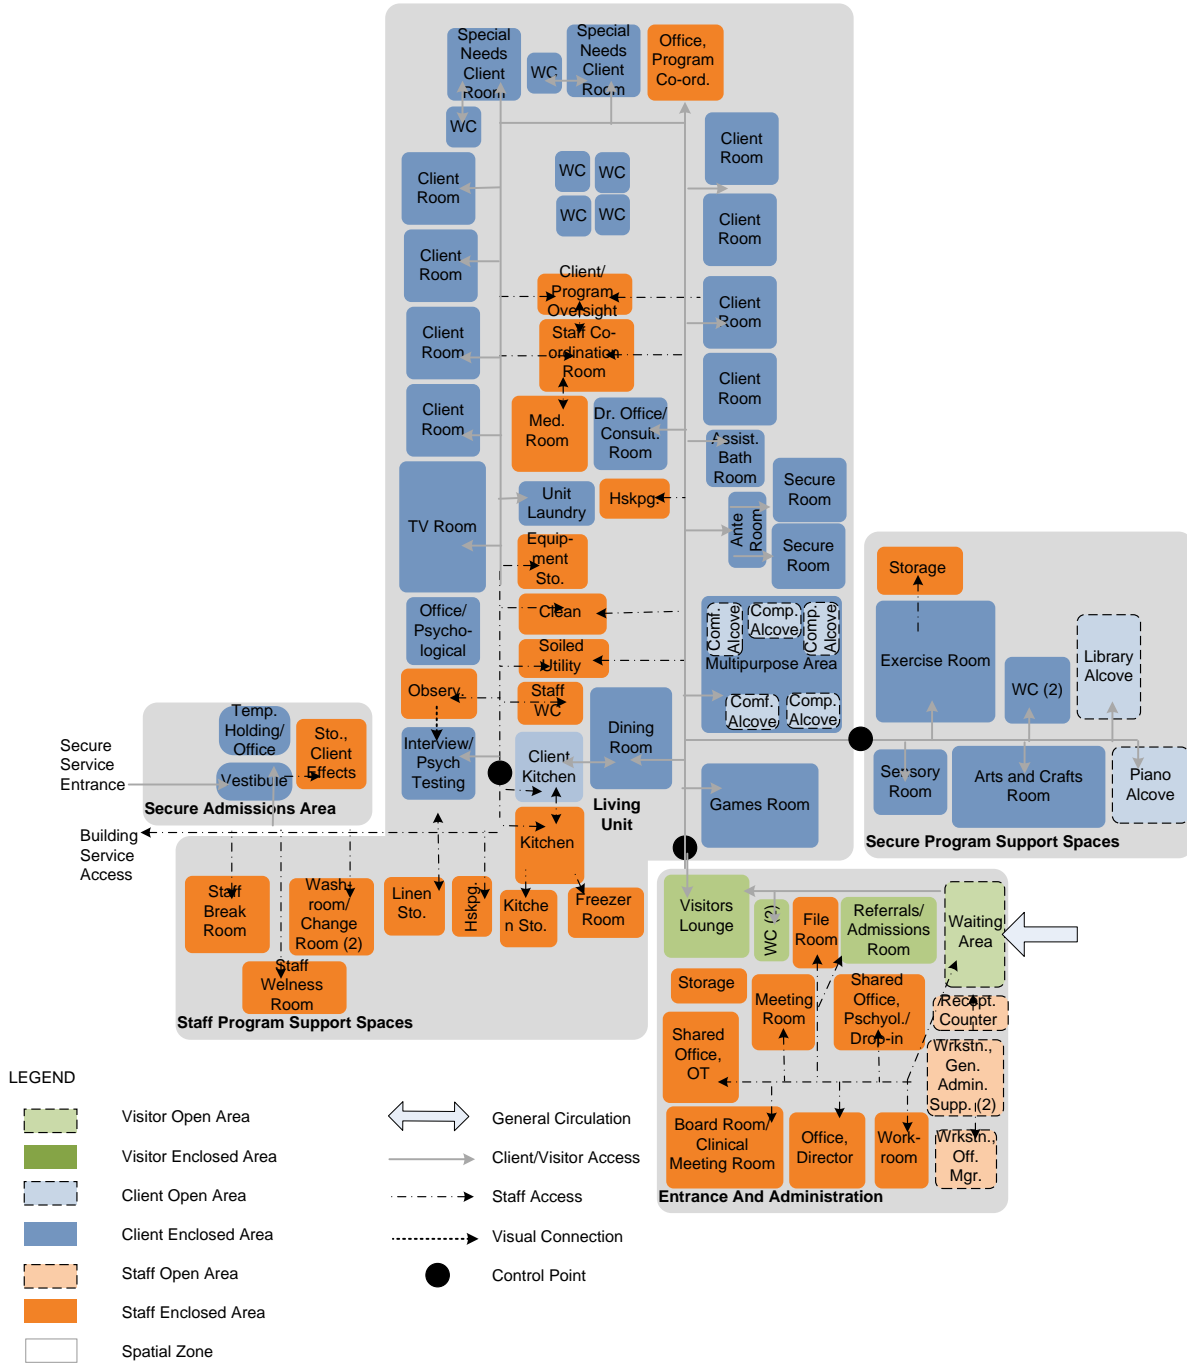 Special
Needs
Client
Room
WC
Special
Needs
Client
Room
Office,
Program
Co-ord.
WC
Client
Room
Client
Room
WC
WC
WC
WC
Client
Room
Client
Room
Client/
Program
Oversight
Client
Room
Client
Room
Staff Co-
ordination
Room
Client
Room
Client
Room
Med.
Room
Dr. Office/
Consult.
Room
Assist.
Bath
Room
TV Room
Unit
Laundry
Hskpg.
Ante
Room
Secure
Room
Secure
Room
Equip-
ment
Sto.
Office/
Psycho-
logical
Clean
Soiled
Utility
Comf.
Alcove
Comp.
Alcove
Comp.
Alcove
Multipurpose Area
Comf.
Alcove
Comp.
Alcove
Observ.
Staff
WC
Dining
Room
Interview/
Psych
Testing
Client
Kitchen
Living
Unit
Games Room
Kitchen
Storage
Exercise Room
WC (2)
Library
Alcove
Sensory
Room
Arts and Crafts
Room
Piano
Alcove
Secure Program Support Spaces
Secure
Service
Entrance
Temp.
Holding/
Office
Vestibule
Sto.,
Client
Effects
Secure Admissions Area
Building
Service
Access
Staff
Break
Room
Wash-
room/
Change
Room (2)
Linen
Sto.
Hskpg.
Kitche
n Sto.
Freezer
Room
Staff
Welness
Room
Staff Program Support Spaces
Visitors
Lounge
WC (2)
File
Room
Referrals/
Admissions
Room
Waiting
Area
Storage
Meeting
Room
Shared
Office,
Pschyol./
Drop-in
Recept.
Counter
Shared
Office,
OT
Wrkstn.,
Gen.
Admin.
Supp. (2)
Board Room/
Clinical
Meeting Room
Office,
Director
Work-
room
Wrkstn.,
Off.
Mgr.
Entrance And Administration
LEGEND
Visitor Open Area
Visitor Enclosed Area
Client Open Area
Client Enclosed Area
Staff Open Area
Staff Enclosed Area
Spatial Zone
General Circulation
Client/Visitor Access
Staff Access
Visual Connection
Control Point